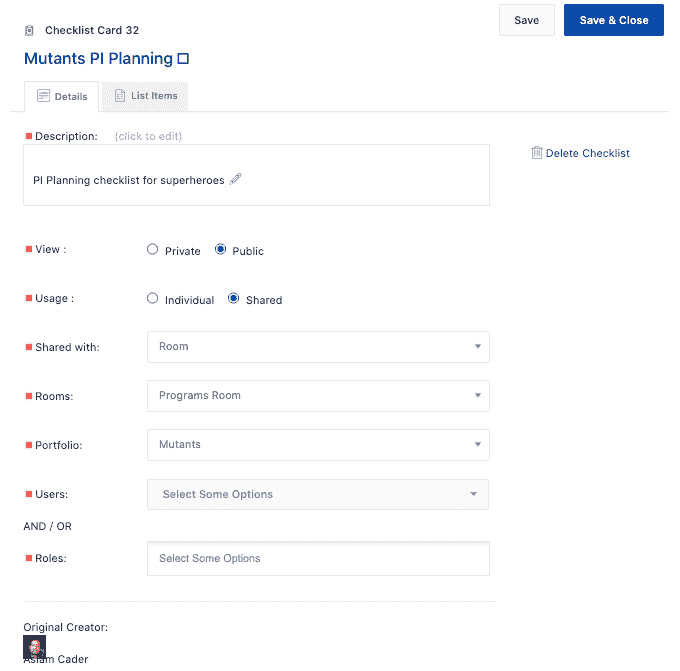 Checklist Card 32
Save
Save & Close
Mutants PI Planning
Details
List Items
Description: (click to edit)
PI Planning checklist for superheroes
Delete Checklist
View :
Private
Public
Usage :
Individual
Shared
Shared with:
Room
Rooms:
Programs Room
Portfolio:
Mutants
Users:
Select Some Options
AND / OR
Roles:
Select Some Options
Original Creator:
Aslam Cader